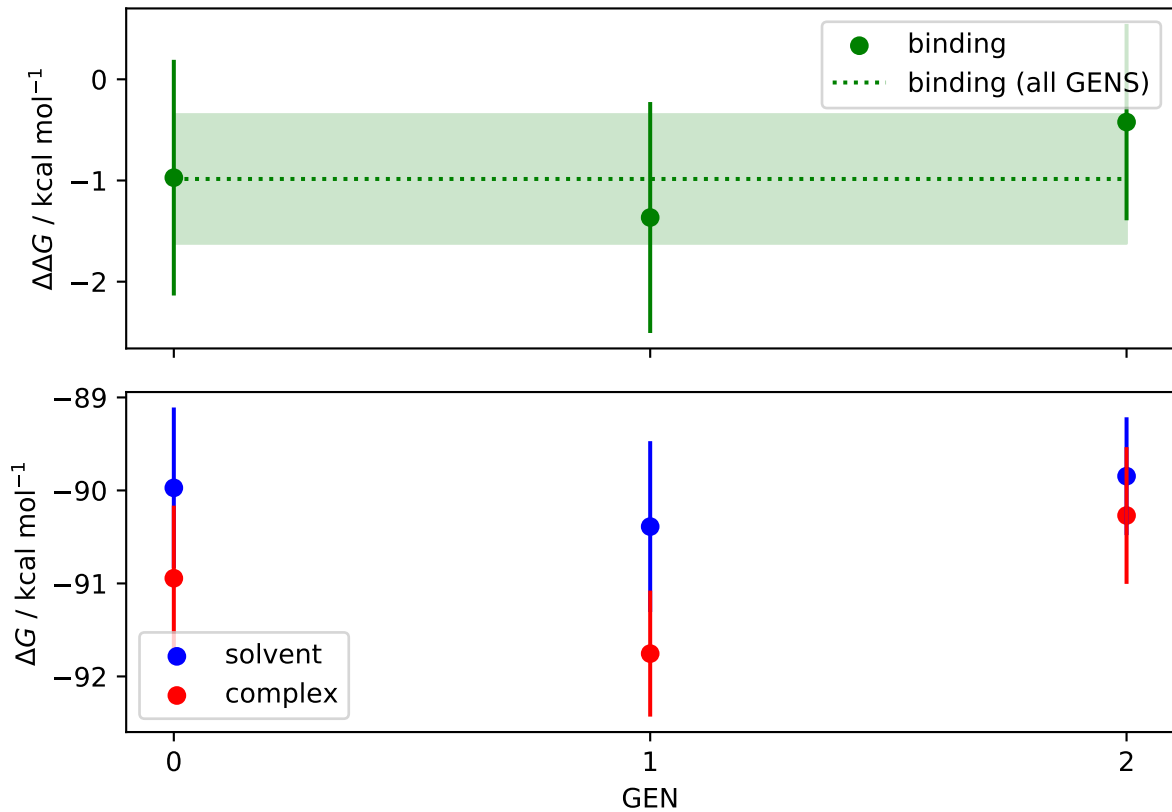 0
−1
−2
ΔΔG / kcal mol⁻¹
binding
binding (all GENS)
−89
−90
−91
−92
ΔG / kcal mol⁻¹
solvent
complex
0
1
2
GEN